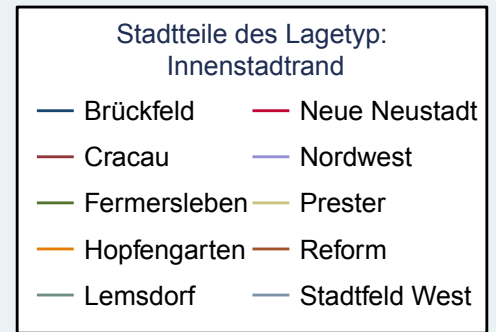 Stadtteile des Lagetyp:
Innenstadtrand
Brückfeld Neue Neustadt
Cracau Nordwest
Fermersleben Prester
Hopfengarten Reform
Lemsdorf Stadtfeld West